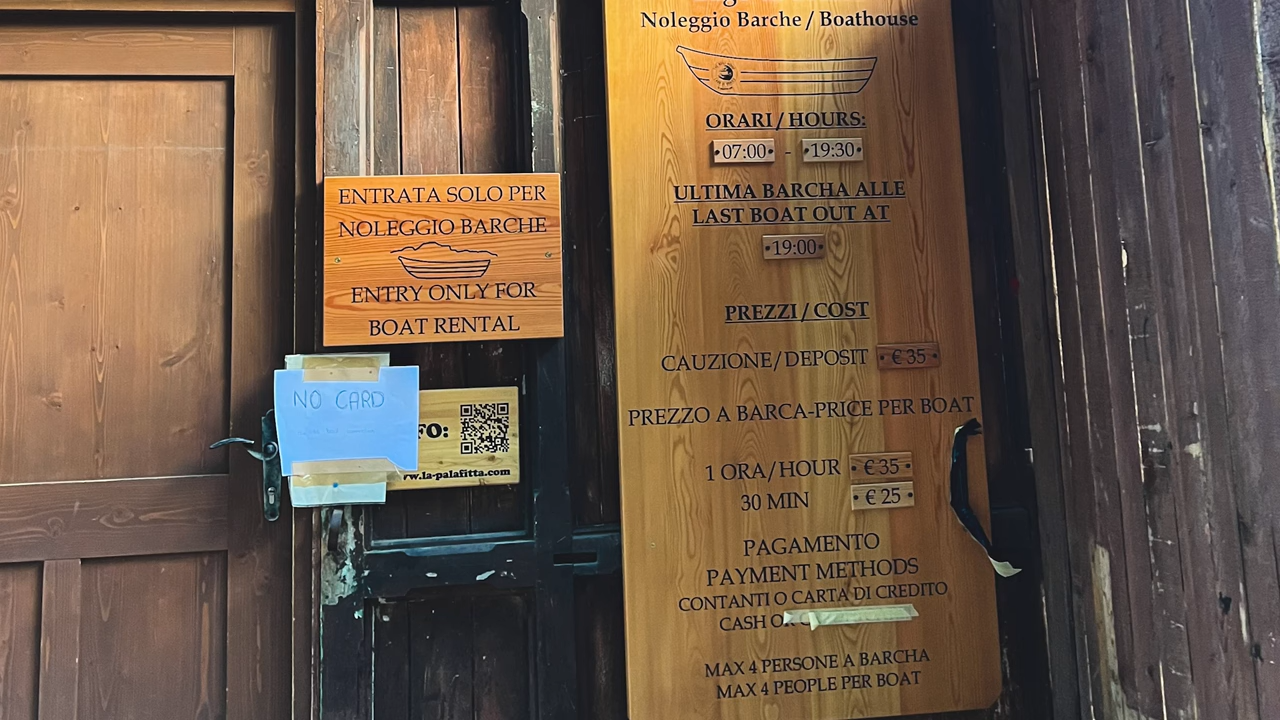 ENTRATA SOLO PER
NOLEGGIO BARCHE
ENTRY ONLY FOR
BOAT RENTAL
NO CARD
FO:
w.la-palafitta.com
Noleggio Barche / Boathouse
ORARI / HOURS:
07:00 - 19:30
ULTIMA BARCHA ALLE
LAST BOAT OUT AT
19:00
PREZZI / COST
CAUZIONE/DEPOSIT € 35
PREZZO A BARCA-PRICE PER BOAT
1 ORA/HOUR € 35
30 MIN € 25
PAGAMENTO
PAYMENT METHODS
CONTANTI O CARTA DI CREDITO
CASH OR
MAX 4 PERSONE A BARCHA
MAX 4 PEOPLE PER BOAT